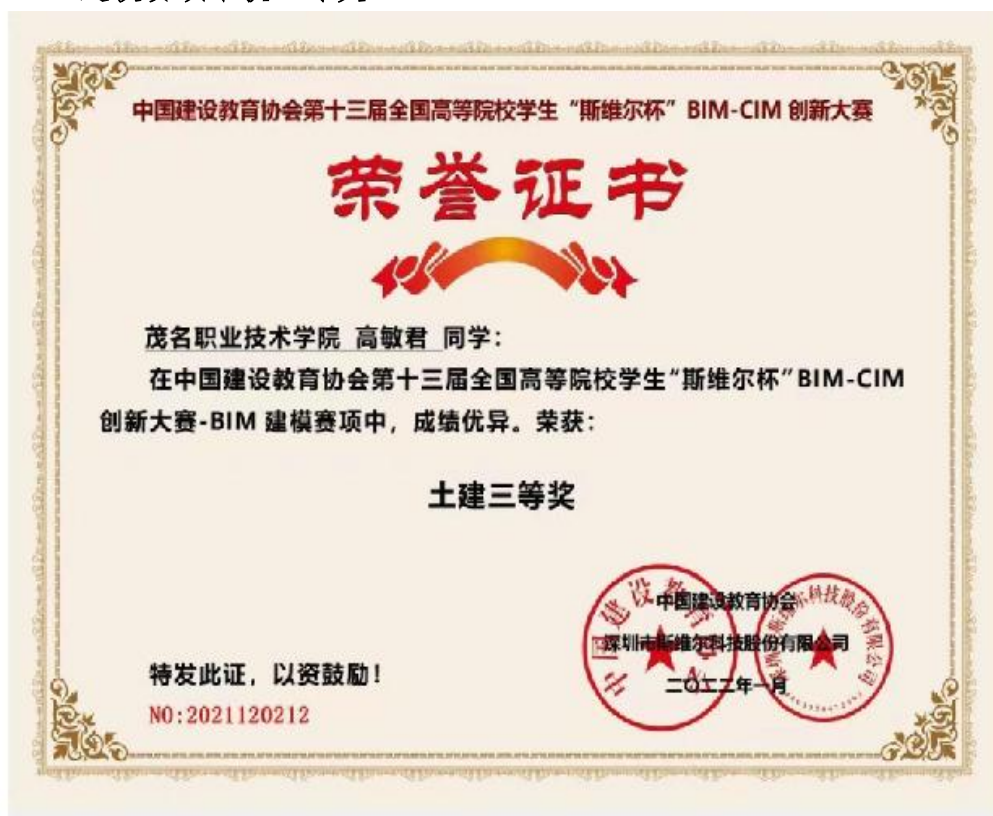 中国建设教育协会第十三届全国高等院校学生“斯维尔杯”BIM-CIM 创新大赛
荣誉证书
茂名职业技术学院 高敏君 同学：
在中国建设教育协会第十三届全国高等院校学生“斯维尔杯”BIM-CIM
创新大赛-BIM 建模赛项中，成绩优异。荣获：
土建三等奖
中国建设教育协会
深圳市斯维尔科技股份有限公司
二〇二二年一月
特发此证，以资鼓励！
NO:2021120212